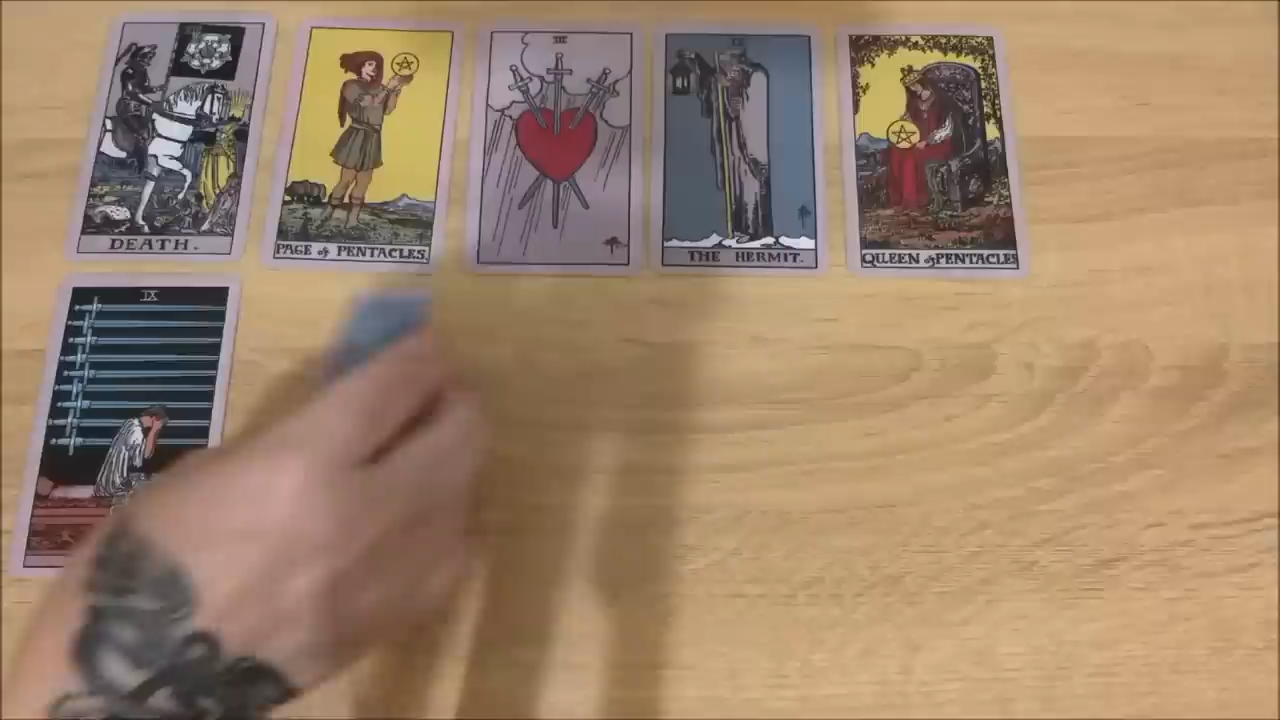 III
IX
DEATH.
PAGE of PENTACLES.
THE HERMIT.
QUEEN of PENTACLES
IX